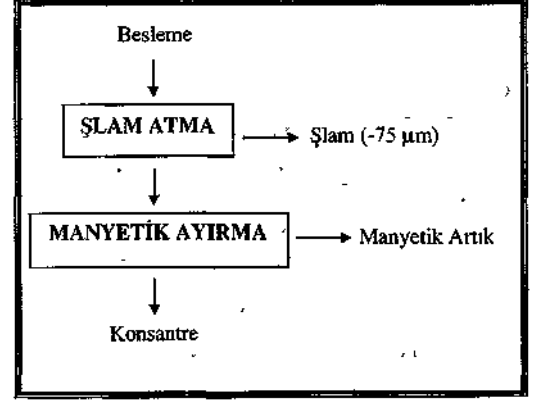 Besleme
ŞLAM ATMA
Şlam (-75 µm)
MANYETİK AYIRMA
Manyetik Artık
Konsantre